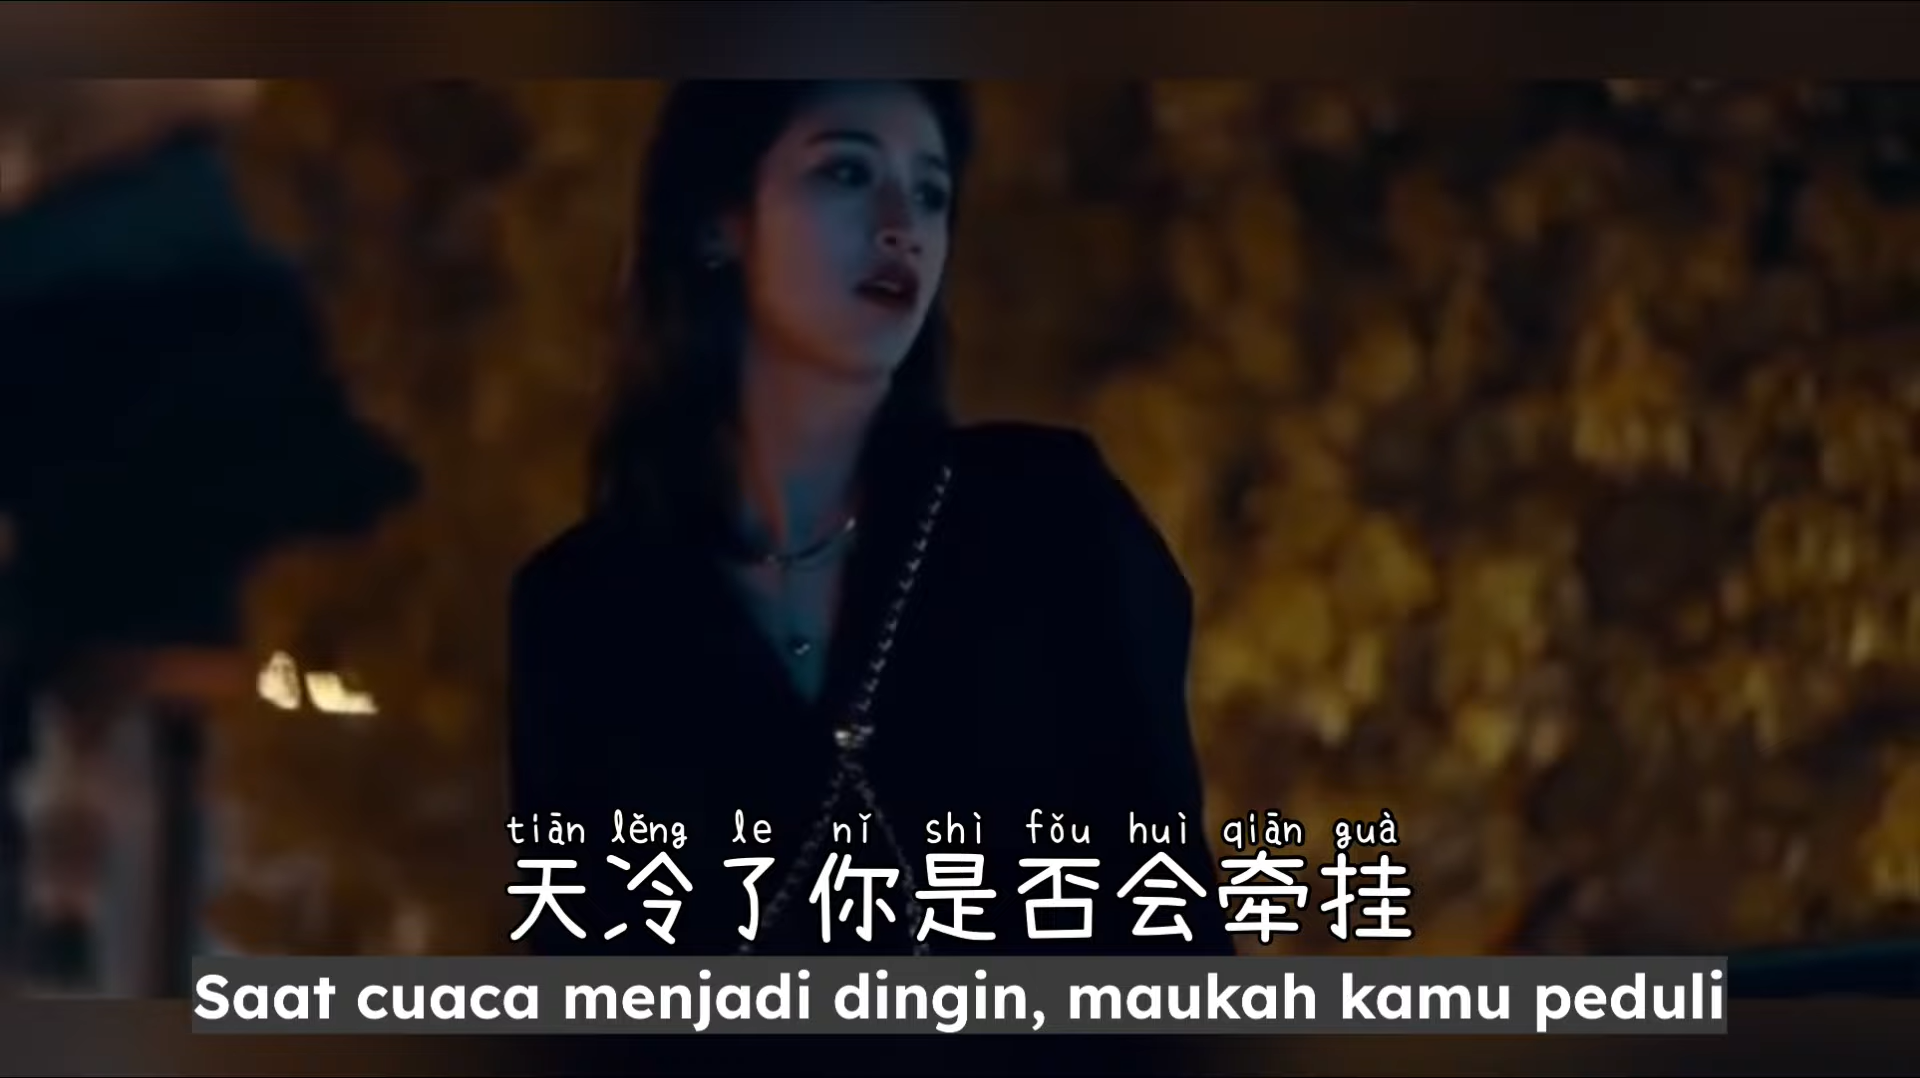 tiān lěng le nǐ shì fǒu huì qiān guà
天冷了你是否会牵挂
Saat cuaca menjadi dingin, maukah kamu peduli